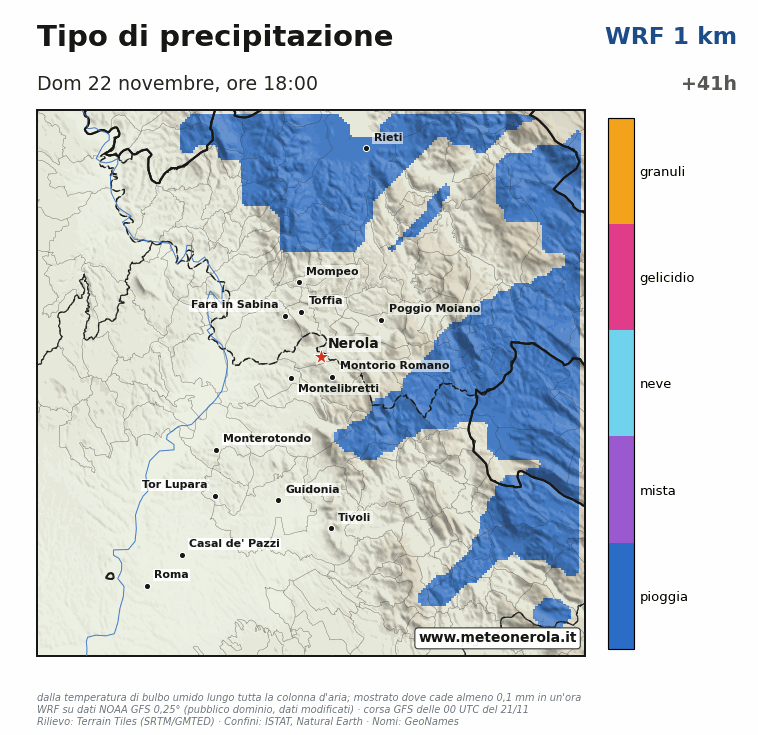 Tipo di precipitazione
WRF 1 km
Dom 22 novembre, ore 18:00
+41h
Rieti
granuli
gelicidio
neve
mista
pioggia
Mompeo
Fara in Sabina
Toffia
Poggio Moiano
Nerola
Montorio Romano
Montelibretti
Monterotondo
Tor Lupara
Guidonia
Tivoli
Casal de' Pazzi
Roma
www.meteonerola.it
dalla temperatura di bulbo umido lungo tutta la colonna d'aria; mostrato dove cade almeno 0,1 mm in un'ora
WRF su dati NOAA GFS 0,25° (pubblico dominio, dati modificati) · corsa GFS delle 00 UTC del 21/11
Rilievo: Terrain Tiles (SRTM/GMTED) · Confini: ISTAT, Natural Earth · Nomi: GeoNames